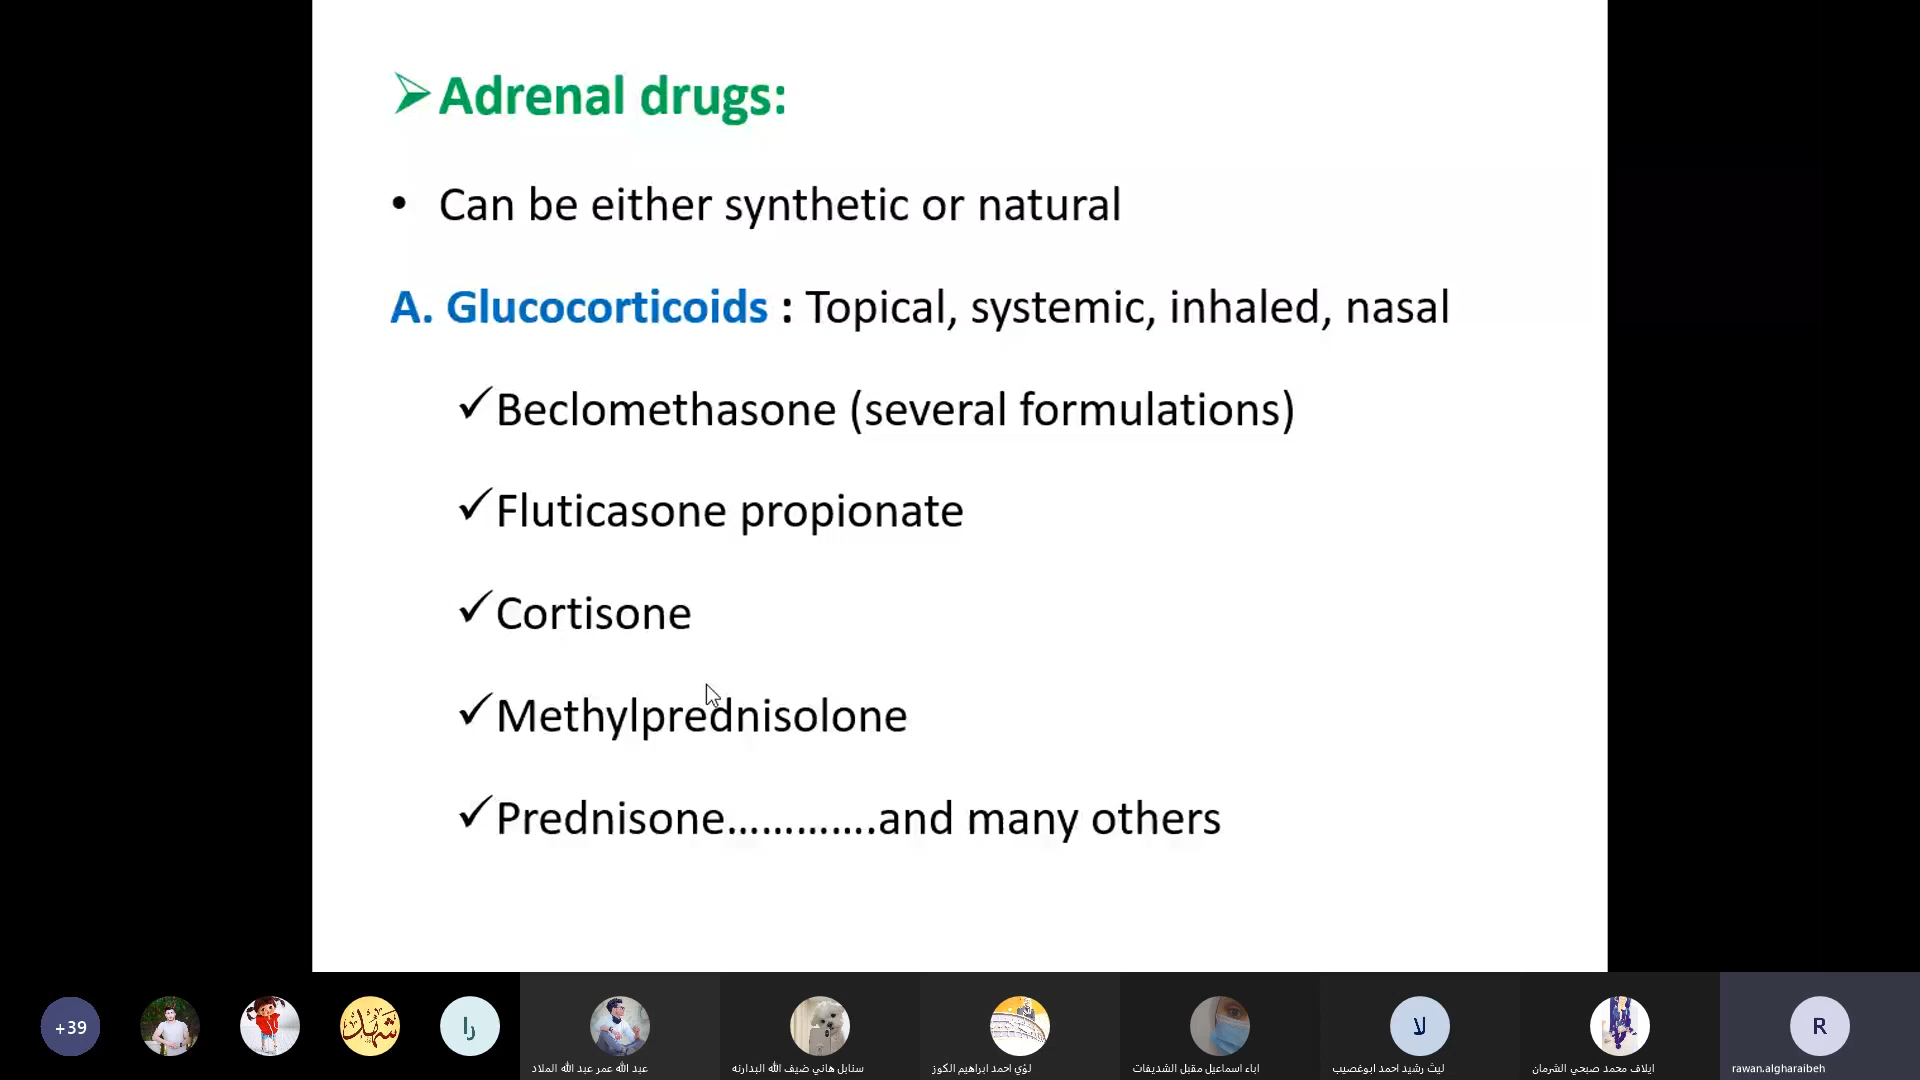 ➢Adrenal drugs:
• Can be either synthetic or natural
A. Glucocorticoids : Topical, systemic, inhaled, nasal
✓Beclomethasone (several formulations)
✓Fluticasone propionate
✓Cortisone
✓Methylprednisolone
✓Prednisone.............and many others
+39
شهد
را
لا
R
عبد الله عمر عبد الله الملاد
سنابل هاني ضيف الله البدارنه
لؤي احمد ابراهيم الكوز
اباء اسماعيل مقبل الشديفات
ليث رشيد احمد ابوغصيب
ايلاف محمد صبحي الشرمان
rawan.algharaibeh